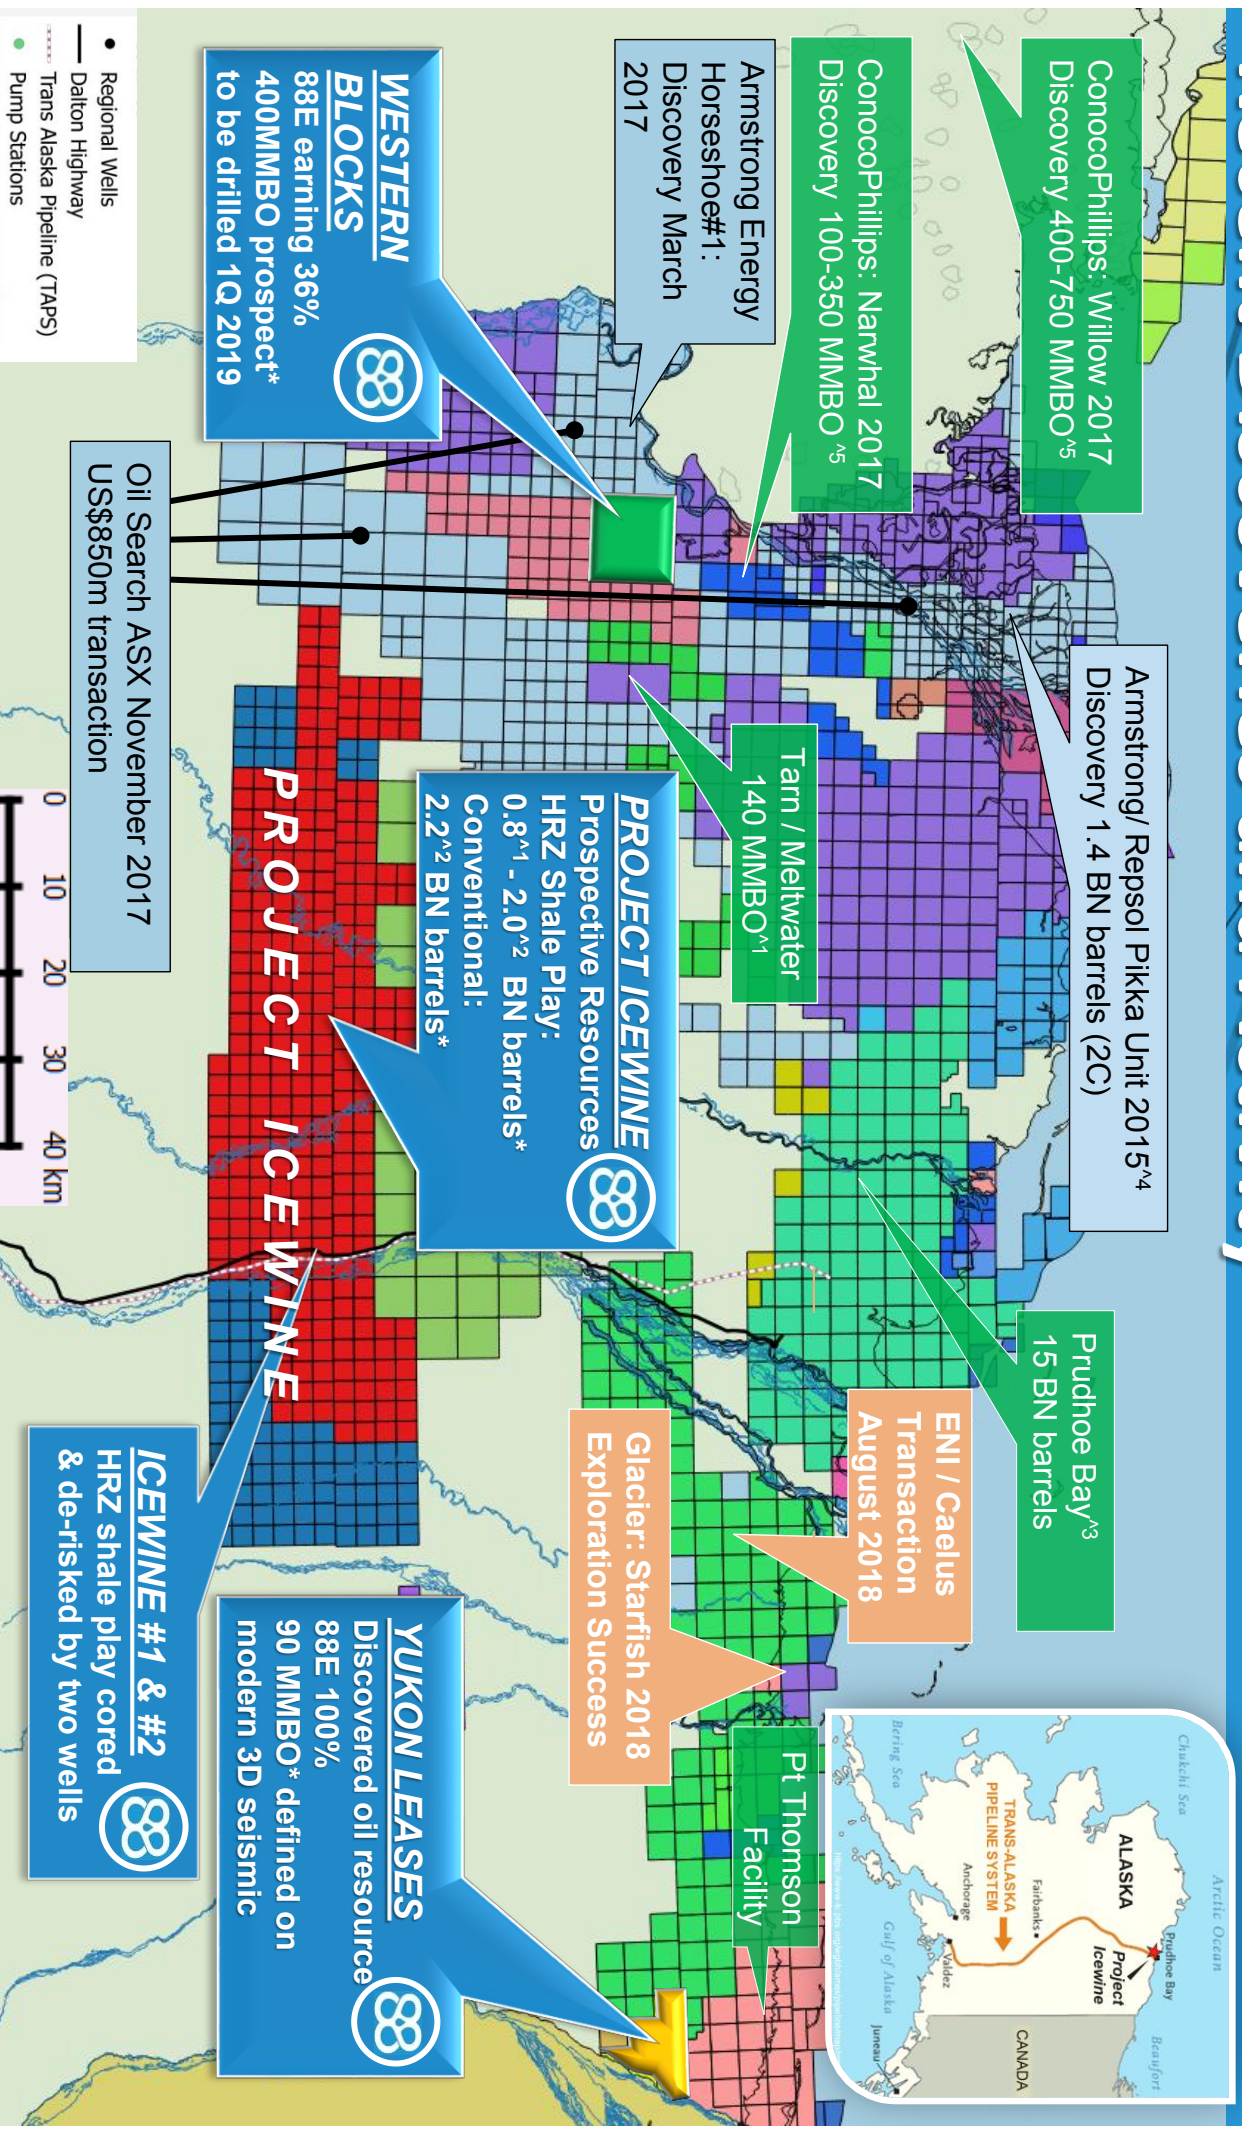 ConocoPhillips: Willow 2017
Discovery 400-750 MMBO^5
ConocoPhillips: Narwhal 2017
Discovery 100-350 MMBO ^5
Armstrong Energy
Horseshoe#1:
Discovery March
2017
WESTERN
BLOCKS
88E earning 36%
400MMBO prospect*
to be drilled 1Q 2019
88
Regional Wells
Dalton Highway
Trans Alaska Pipeline (TAPS)
Pump Stations
Armstrong/ Repsol Pikka Unit 2015^4
Discovery 1.4 BN barrels (2C)
Tarn / Meltwater
140 MMBO^1
PROJECT ICEWINE
Prospective Resources
HRZ Shale Play:
0.8^1 - 2.0^2 BN barrels*
Conventional:
2.2^2 BN barrels*
88
PROJECT ICEWINE
Oil Search ASX November 2017
US$850m transaction
0 10 20 30 40 km
Prudhoe Bay^3
15 BN barrels
ENI / Caelus
Transaction
August 2018
Glacier: Starfish 2018
Exploration Success
Pt Thomson
Facility
YUKON LEASES
Discovered oil resource
88E 100%
90 MMBO* defined on
modern 3D seismic
88
ICEWINE #1 & #2
HRZ shale play cored
& de-risked by two wells
88
Arctic Ocean
Chukchi Sea
Beaufort
Prudhoe Bay
Project
Icewine
ALASKA
CANADA
Fairbanks
TRANS-ALASKA
PIPELINE SYSTEM
Anchorage
Valdez
Bering Sea
Gulf of Alaska
Juneau